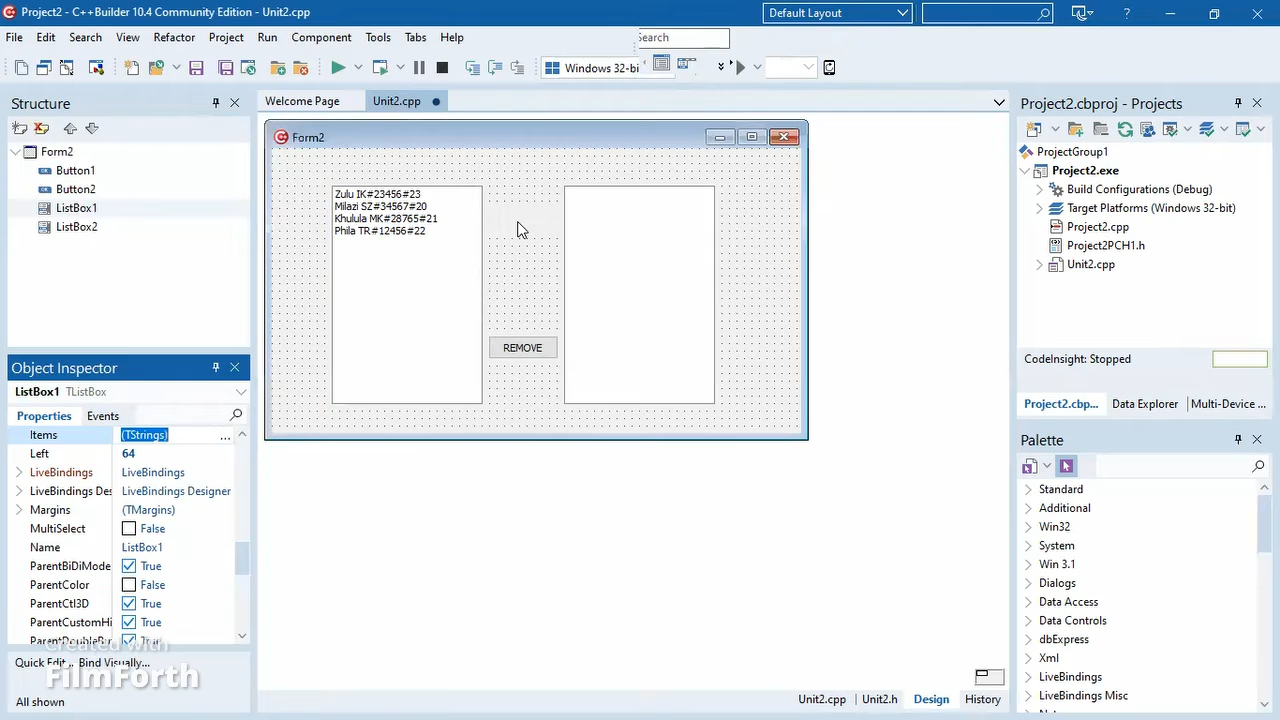 Project2 - C++Builder 10.4 Community Edition - Unit2.cpp
Default Layout
File Edit Search View Refactor Project Run Component Tools Tabs Help
Search
Windows 32-bi
Structure
Form2
Button1
Button2
ListBox1
ListBox2
Object Inspector
ListBox1 TListBox
Properties Events
Items (TStrings) ...
Left 64
LiveBindings LiveBindings
LiveBindings Des LiveBindings Designer
Margins (TMargins)
MultiSelect False
Name ListBox1
ParentBiDiMode True
ParentColor False
ParentCtl3D True
ParentCustomHi True
ParentDoubleB True
Quick Edit... Bind Visually...
All shown
Created with
FilmForth
Welcome Page Unit2.cpp
Form2
Zulu IK#23456#23
Milazi SZ#34567#20
Khulula MK#28765#21
Phila TR#12456#22
REMOVE
Unit2.cpp Unit2.h Design History
Project2.cbproj - Projects
ProjectGroup1
Project2.exe
Build Configurations (Debug)
Target Platforms (Windows 32-bit)
Project2.cpp
Project2PCH1.h
Unit2.cpp
CodeInsight: Stopped
Project2.cbp... Data Explorer Multi-Device ...
Palette
Standard
Additional
Win32
System
Win 3.1
Dialogs
Data Access
Data Controls
dbExpress
Xml
LiveBindings
LiveBindings Misc